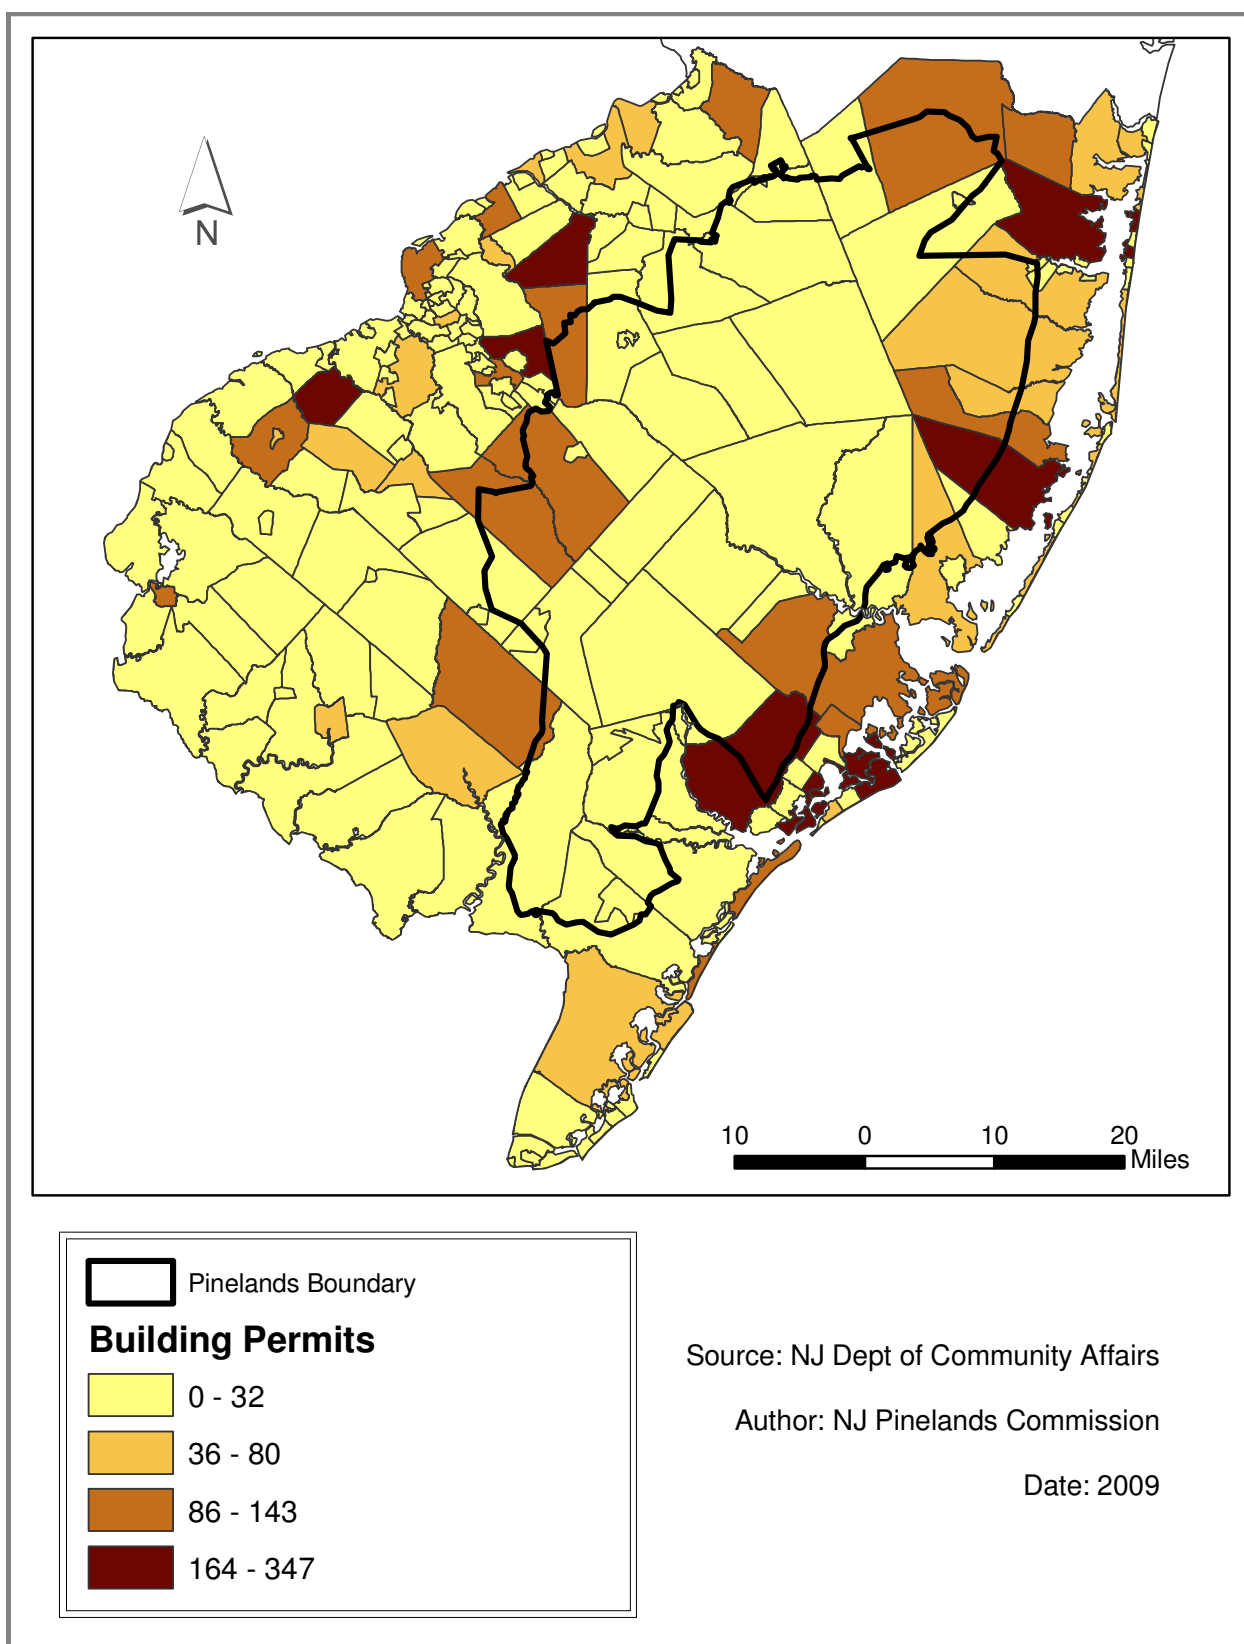 N
10 0 10 20
Miles
Pinelands Boundary
Building Permits
0 - 32
36 - 80
86 - 143
164 - 347
Source: NJ Dept of Community Affairs
Author: NJ Pinelands Commission
Date: 2009